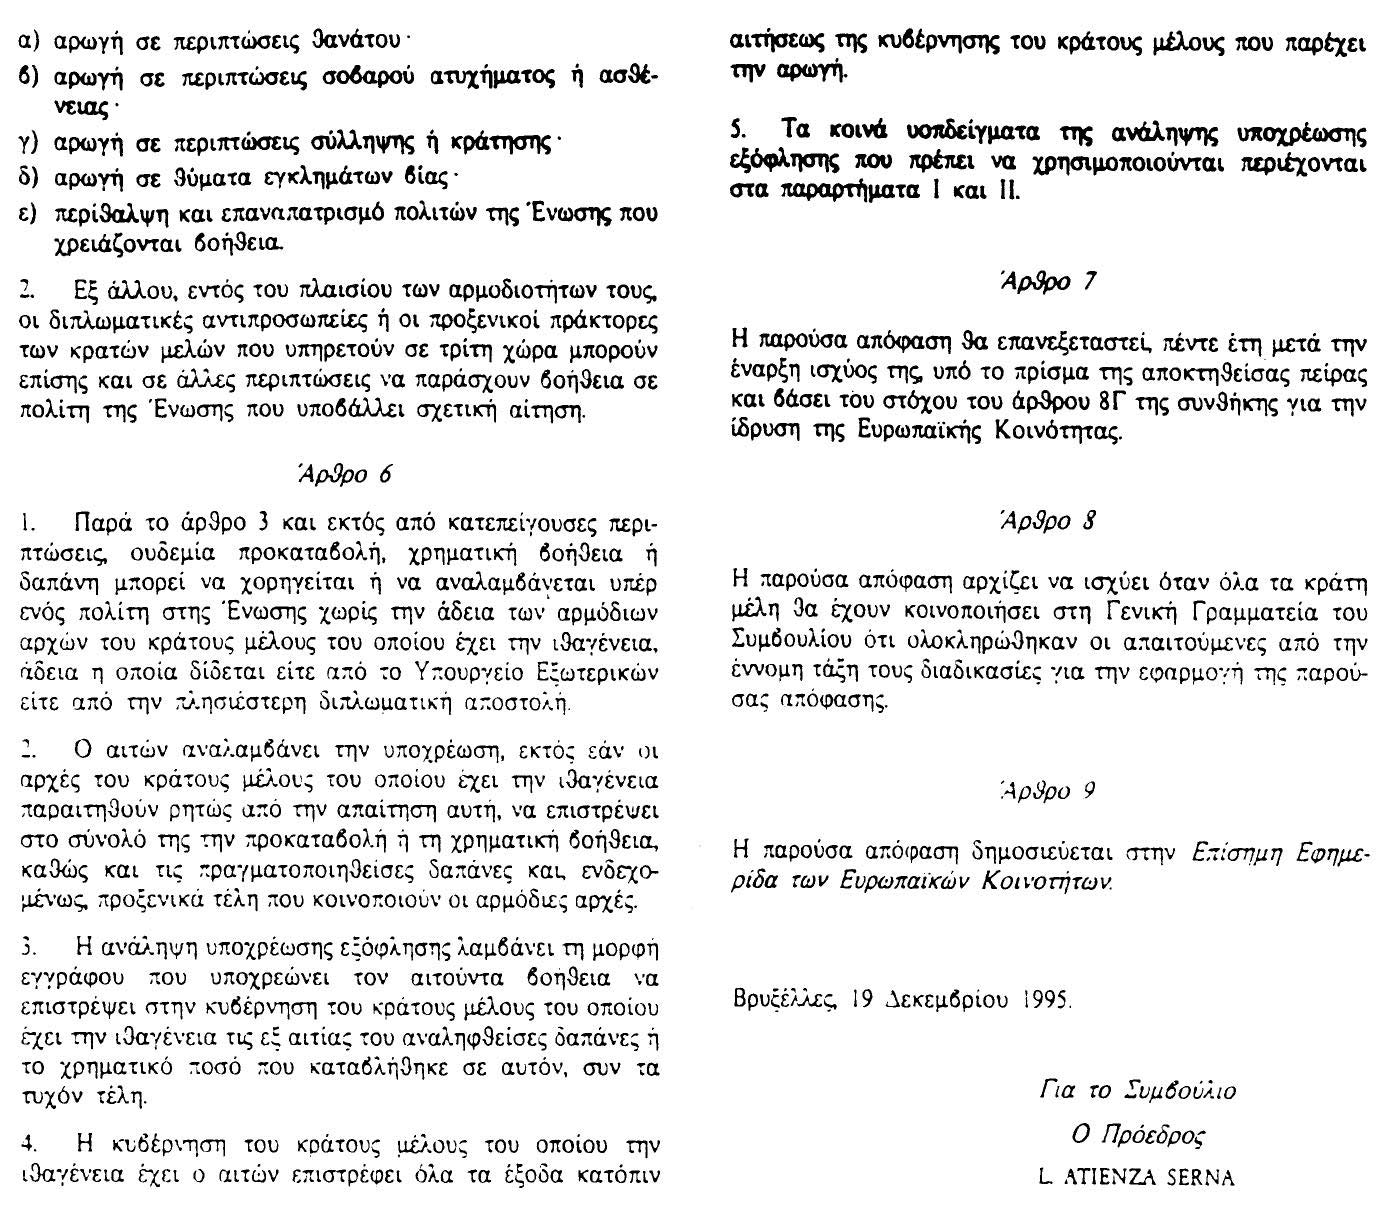 α) αρωγή σε περιπτώσεις θανάτου·
β) αρωγή σε περιπτώσεις σοβαρού ατυχήματος ή ασθέ-
νειας·
γ) αρωγή σε περιπτώσεις σύλληψης ή κράτησης·
δ) αρωγή σε θύματα εγκλημάτων βίας·
ε) περίθαλψη και επαναπατρισμό πολιτών της Ένωσης που
χρειάζονται βοήθεια.
2. Εξ άλλου, εντός του πλαισίου των αρμοδιοτήτων τους,
οι διπλωματικές αντιπροσωπείες ή οι προξενικοί πράκτορες
των κρατών μελών που υπηρετούν σε τρίτη χώρα μπορούν
επίσης και σε άλλες περιπτώσεις να παράσχουν βοήθεια σε
πολίτη της Ένωσης που υποβάλλει σχετική αίτηση.
Άρθρο 6
1. Παρά το άρθρο 3 και εκτός από κατεπείγουσες περι-
πτώσεις, ουδεμία προκαταβολή, χρηματική βοήθεια ή
δαπάνη μπορεί να χορηγείται ή να αναλαμβάνεται υπέρ
ενός πολίτη στης Ένωσης χωρίς την άδεια των αρμόδιων
αρχών του κράτους μέλους του οποίου έχει την ιθαγένεια,
άδεια η οποία δίδεται είτε από το Υπουργείο Εξωτερικών
είτε από την πλησιέστερη διπλωματική αποστολή.
2. Ο αιτών αναλαμβάνει την υποχρέωση, εκτός εάν οι
αρχές του κράτους μέλους του οποίου έχει την ιθαγένεια
παραιτηθούν ρητώς από την απαίτηση αυτή, να επιστρέψει
στο σύνολό της την προκαταβολή ή τη χρηματική βοήθεια,
καθώς και τις πραγματοποιηθείσες δαπάνες και, ενδεχο-
μένως, προξενικά τέλη που κοινοποιούν οι αρμόδιες αρχές.
3. Η ανάληψη υποχρέωσης εξόφλησης λαμβάνει τη μορφή
εγγράφου που υποχρεώνει τον αιτούντα βοήθεια να
επιστρέψει στην κυβέρνηση του κράτους μέλους του οποίου
έχει την ιθαγένεια τις εξ αιτίας του αναληφθείσες δαπάνες ή
το χρηματικό ποσό που καταβλήθηκε σε αυτόν, συν τα
τυχόν τέλη.
4. Η κυβέρνηση του κράτους μέλους του οποίου την
ιθαγένεια έχει ο αιτών επιστρέφει όλα τα έξοδα κατόπιν
αιτήσεως της κυβέρνησης του κράτους μέλους που παρέχει
την αρωγή.
5. Τα κοινά υοπδείγματα της ανάληψης υποχρέωσης
εξόφλησης που πρέπει να χρησιμοποιούνται περιέχονται
στα παραρτήματα I και II.
Άρθρο 7
Η παρούσα απόφαση θα επανεξεταστεί, πέντε έτη μετά την
έναρξη ισχύος της, υπό το πρίσμα της αποκτηθείσας πείρας
και βάσει του στόχου του άρθρου 8Γ της συνθήκης για την
ίδρυση της Ευρωπαϊκής Κοινότητας.
Άρθρο 8
Η παρούσα απόφαση αρχίζει να ισχύει όταν όλα τα κράτη
μέλη θα έχουν κοινοποιήσει στη Γενική Γραμματεία του
Συμβουλίου ότι ολοκληρώθηκαν οι απαιτούμενες από την
έννομη τάξη τους διαδικασίες για την εφαρμογή της παρού-
σας απόφασης.
Άρθρο 9
Η παρούσα απόφαση δημοσιεύεται στην Επίσημη Εφημε-
ρίδα των Ευρωπαϊκών Κοινοτήτων.
Βρυξέλλες, 19 Δεκεμβρίου 1995.
Για το Συμβούλιο
Ο Πρόεδρος
L. ATIENZA SERNA